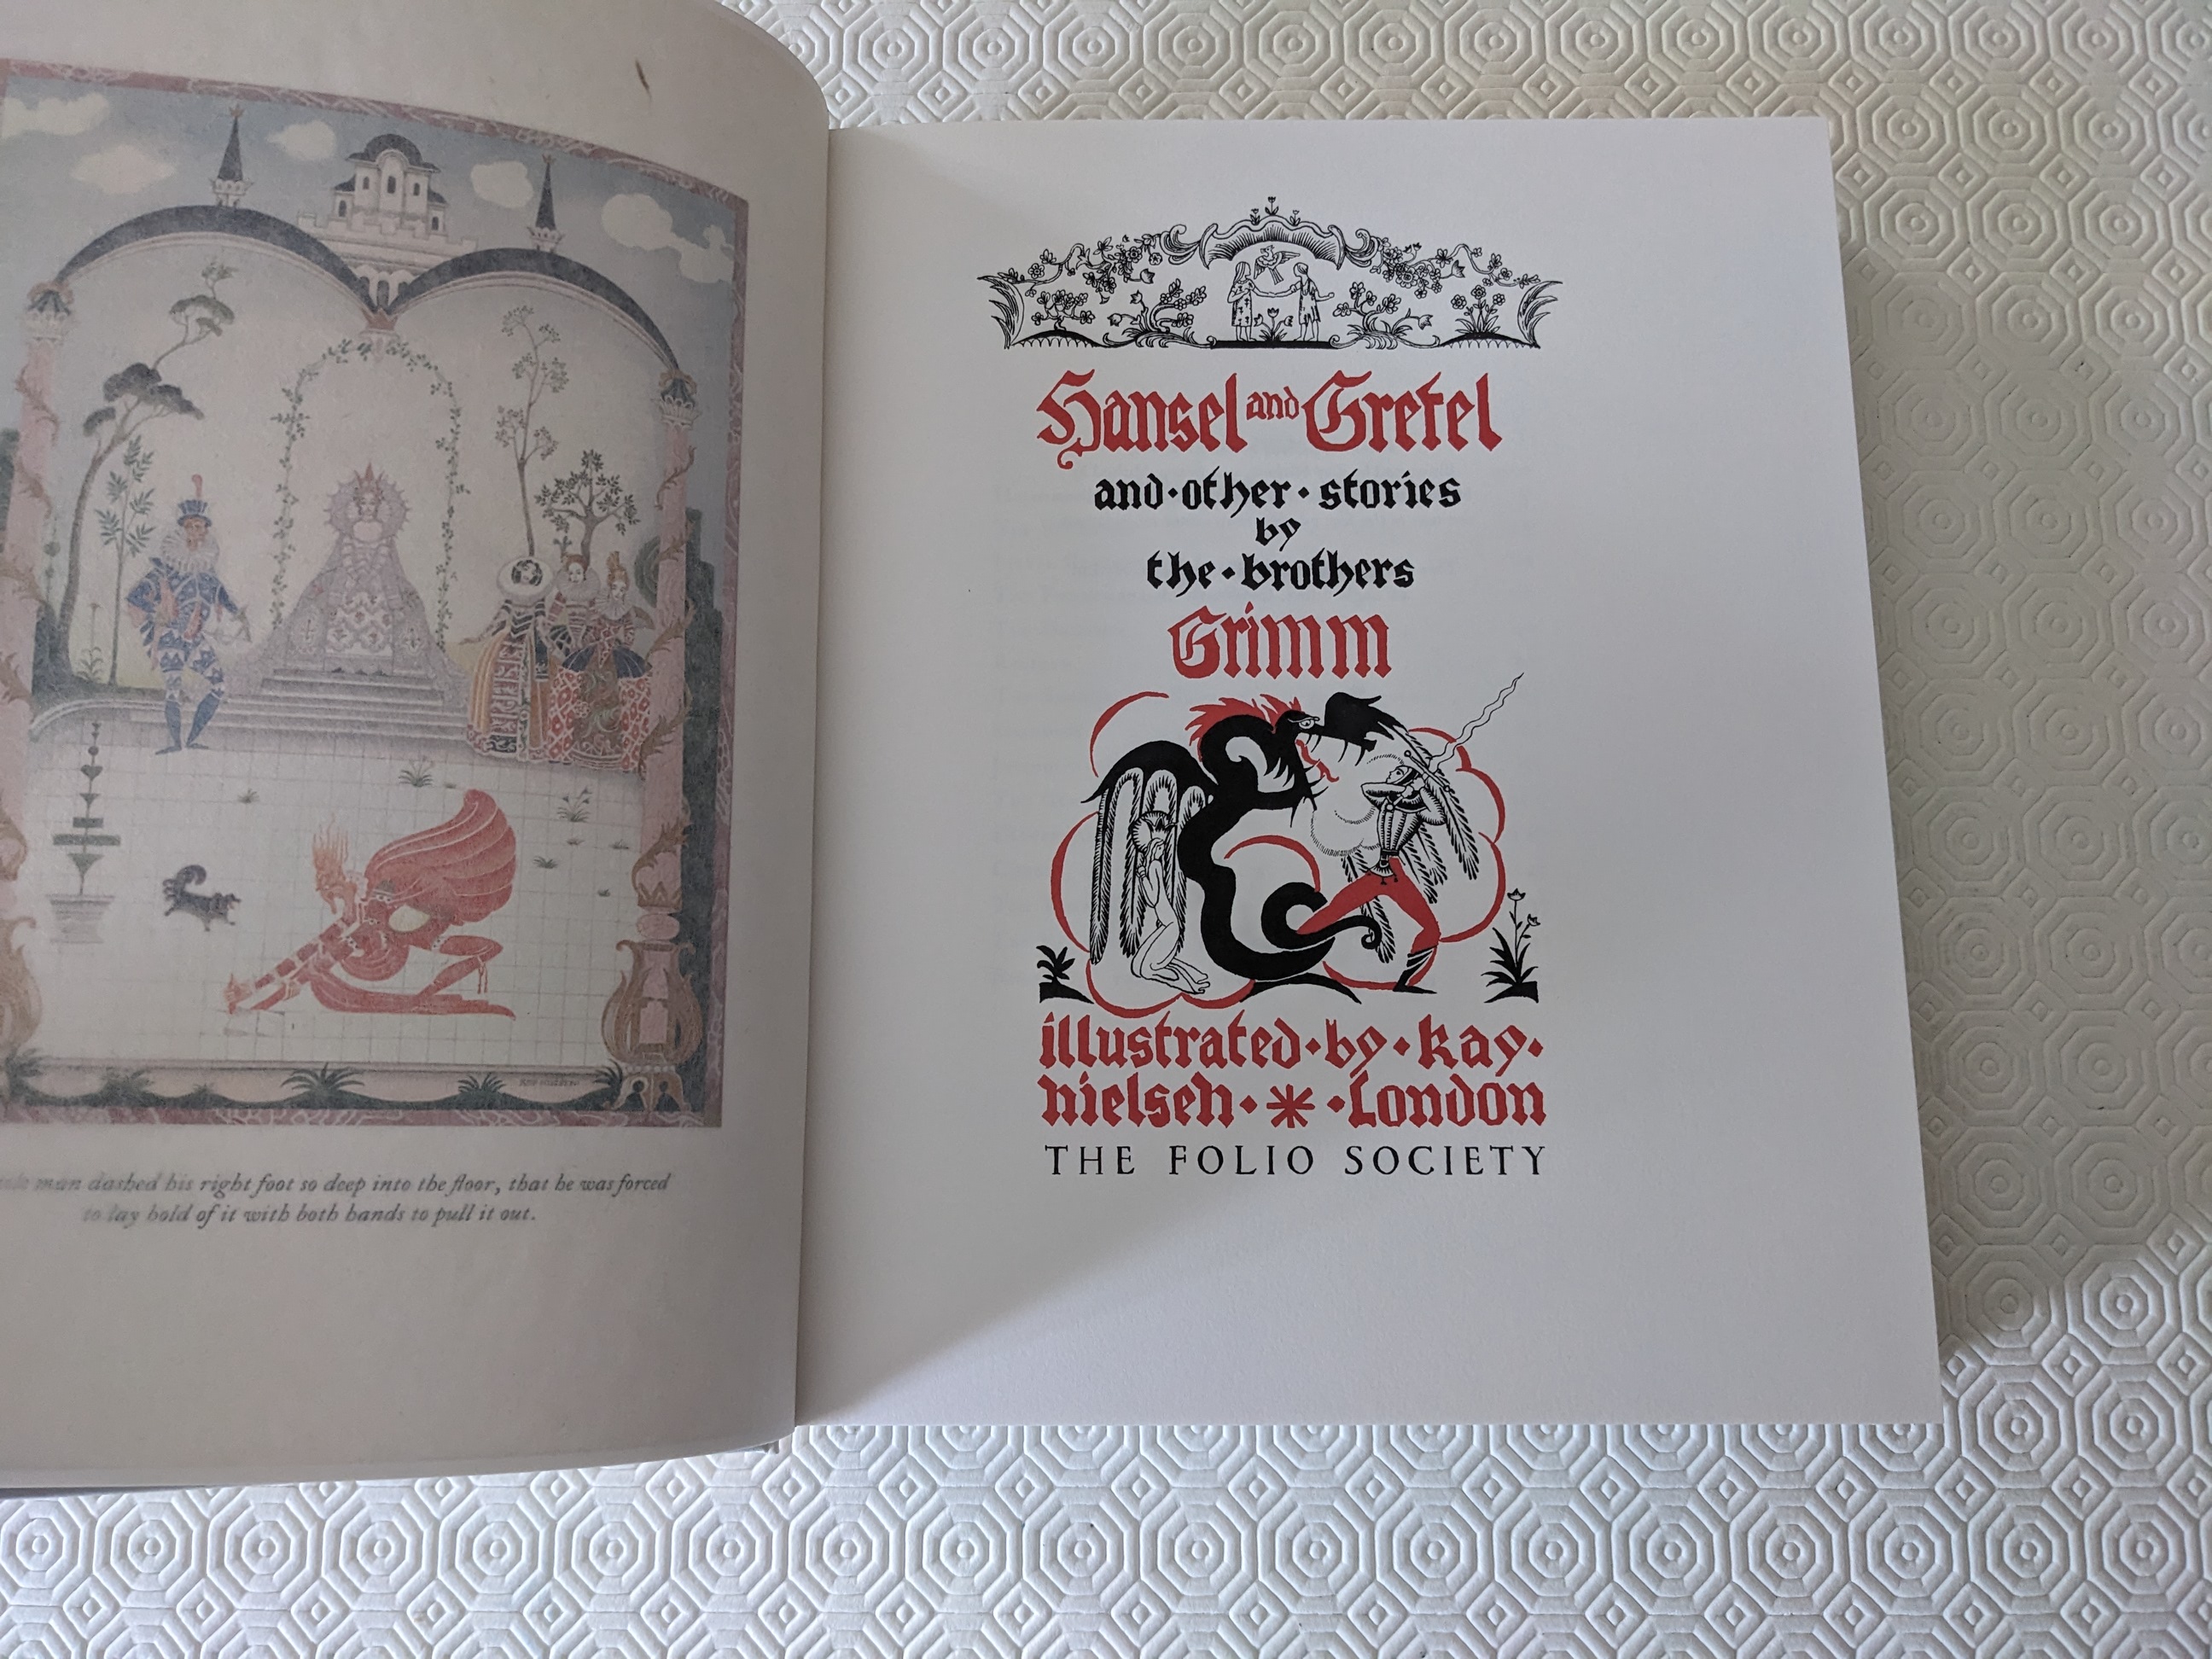 man dashed his right foot so deep into the floor, that he was forced
to lay hold of it with both hands to pull it out.
Hansel and Gretel
and·other·stories
by
the·brothers
Grimm
illustrated·by·kay·
nielsen·*·London
THE FOLIO SOCIETY